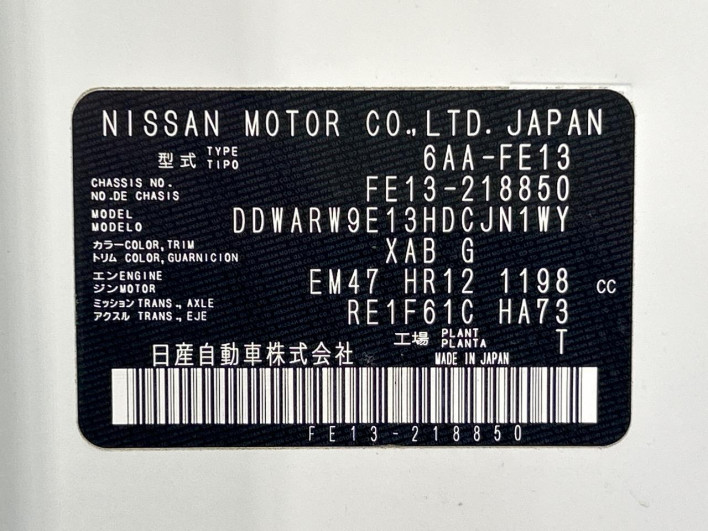 NISSAN MOTOR CO.,LTD. JAPAN
型式 TYPE TIPO 6AA-FE13
CHASSIS NO. NO.DE CHASIS FE13-218850
MODEL MODELO DDWARW9E13HDCJN1WY
カラー COLOR,TRIM トリム COLOR,GUARNICION XAB G
エンジン ENGINE MOTOR EM47 HR12 1198 cc
ミッション TRANS., AXLE アクスル TRANS., EJE RE1F61C HA73
工場 PLANT PLANTA T
日産自動車株式会社 MADE IN JAPAN
FE13-218850